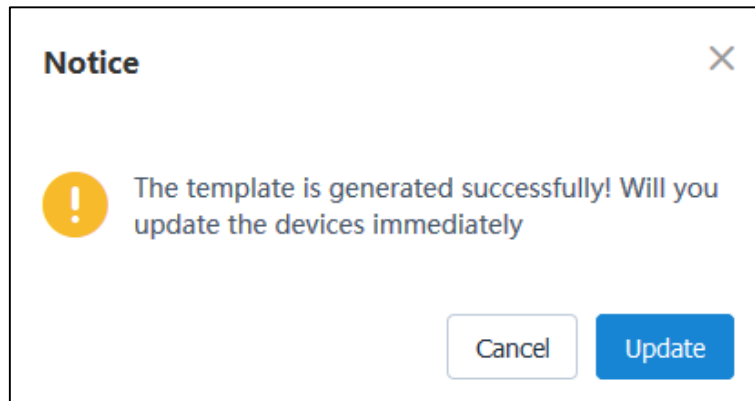 Notice
The template is generated successfully! Will you
update the devices immediately
Cancel
Update